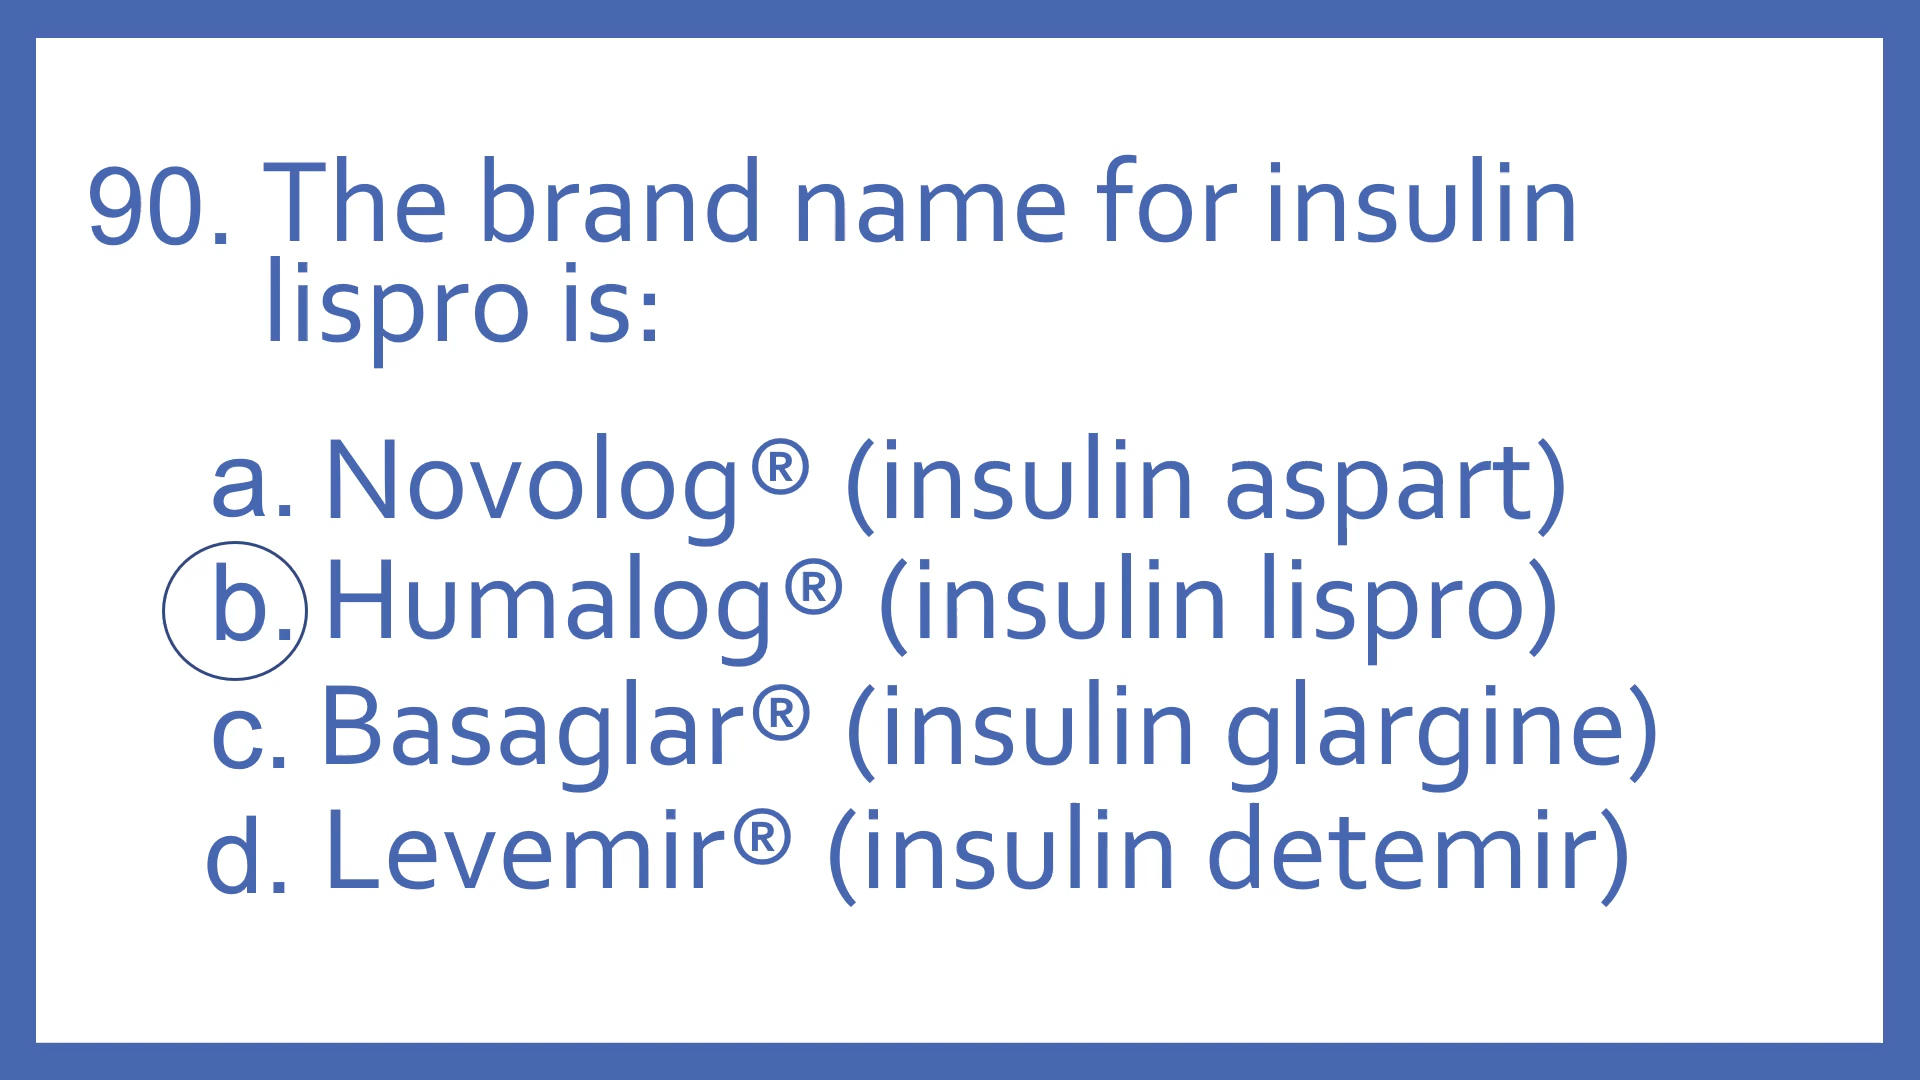 90. The brand name for insulin
lispro is:
a. Novolog® (insulin aspart)
b. Humalog® (insulin lispro)
c. Basaglar® (insulin glargine)
d. Levemir® (insulin detemir)